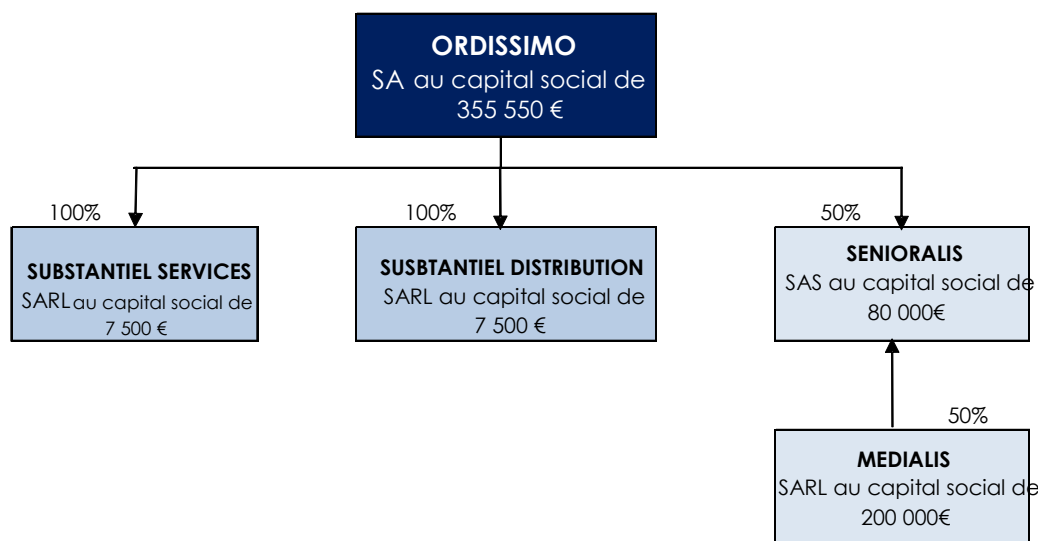 ORDISSIMO
SA au capital social de
355 550 €
100%
100%
50%
SUBSTANTIEL SERVICES
SARL au capital social de
7 500 €
SUSBTANTIEL DISTRIBUTION
SARL au capital social de
7 500 €
SENIORALIS
SAS au capital social de
80 000€
50%
MEDIALIS
SARL au capital social de
200 000€